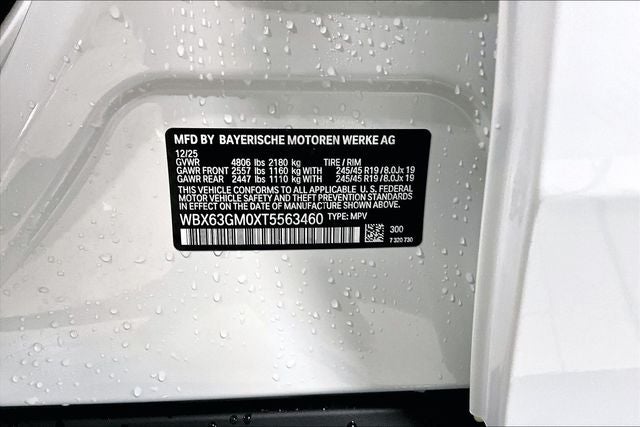 MFD BY BAYERISCHE MOTOREN WERKE AG
12/25
GVWR 4806 lbs 2180 kg TIRE / RIM
GAWR FRONT 2557 lbs 1160 kg WITH 245/45 R19 / 8.0Jx 19
GAWR REAR 2447 lbs 1110 kg WITH 245/45 R19 / 8.0Jx 19
THIS VEHICLE CONFORMS TO ALL APPLICABLE U. S. FEDERAL
MOTOR VEHICLE SAFETY, BUMPER AND THEFT PREVENTION STANDARDS
IN EFFECT ON THE DATE OF MANUFACTURE SHOWN ABOVE.
WBX63GM0XT5563460 TYPE: MPV
300
7 320 730